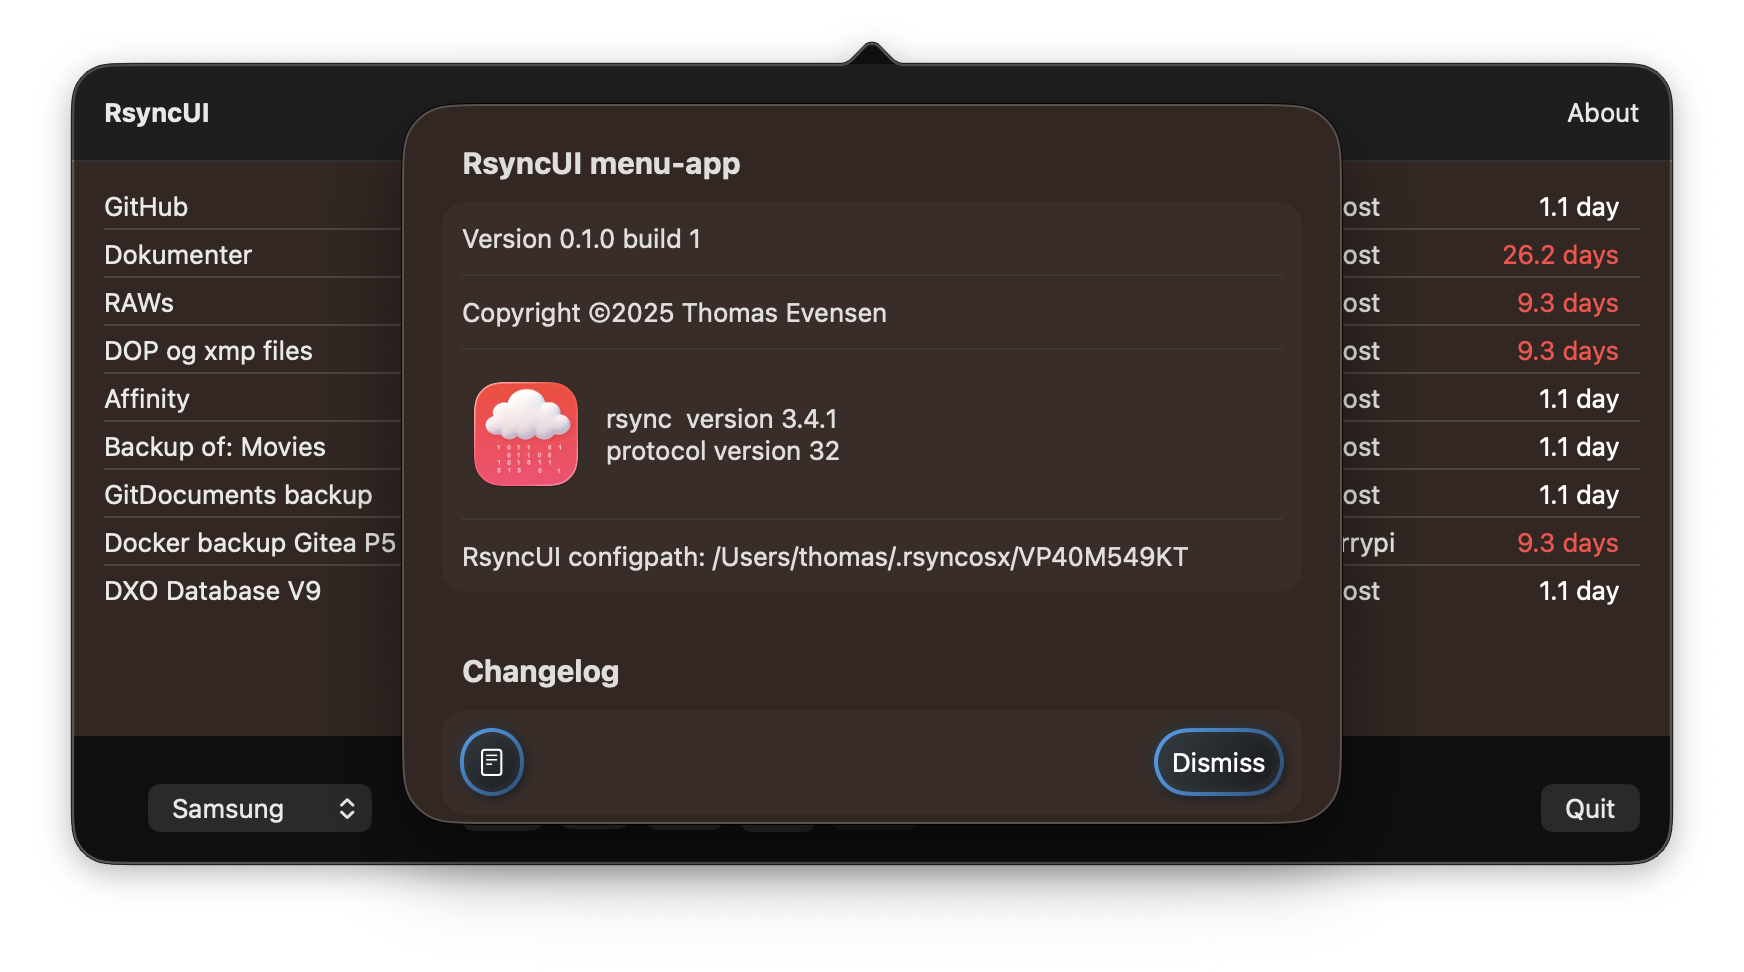 RsyncUI
About
RsyncUI menu-app
Version 0.1.0 build 1
Copyright ©2025 Thomas Evensen
rsync  version 3.4.1
protocol version 32
RsyncUI configpath: /Users/thomas/.rsyncosx/VP40M549KT
Changelog
Dismiss
GitHub ost 1.1 day
Dokumenter ost 26.2 days
RAWs ost 9.3 days
DOP og xmp files ost 9.3 days
Affinity ost 1.1 day
Backup of: Movies ost 1.1 day
GitDocuments backup ost 1.1 day
Docker backup Gitea P5 rrypi 9.3 days
DXO Database V9 ost 1.1 day
Samsung
Quit